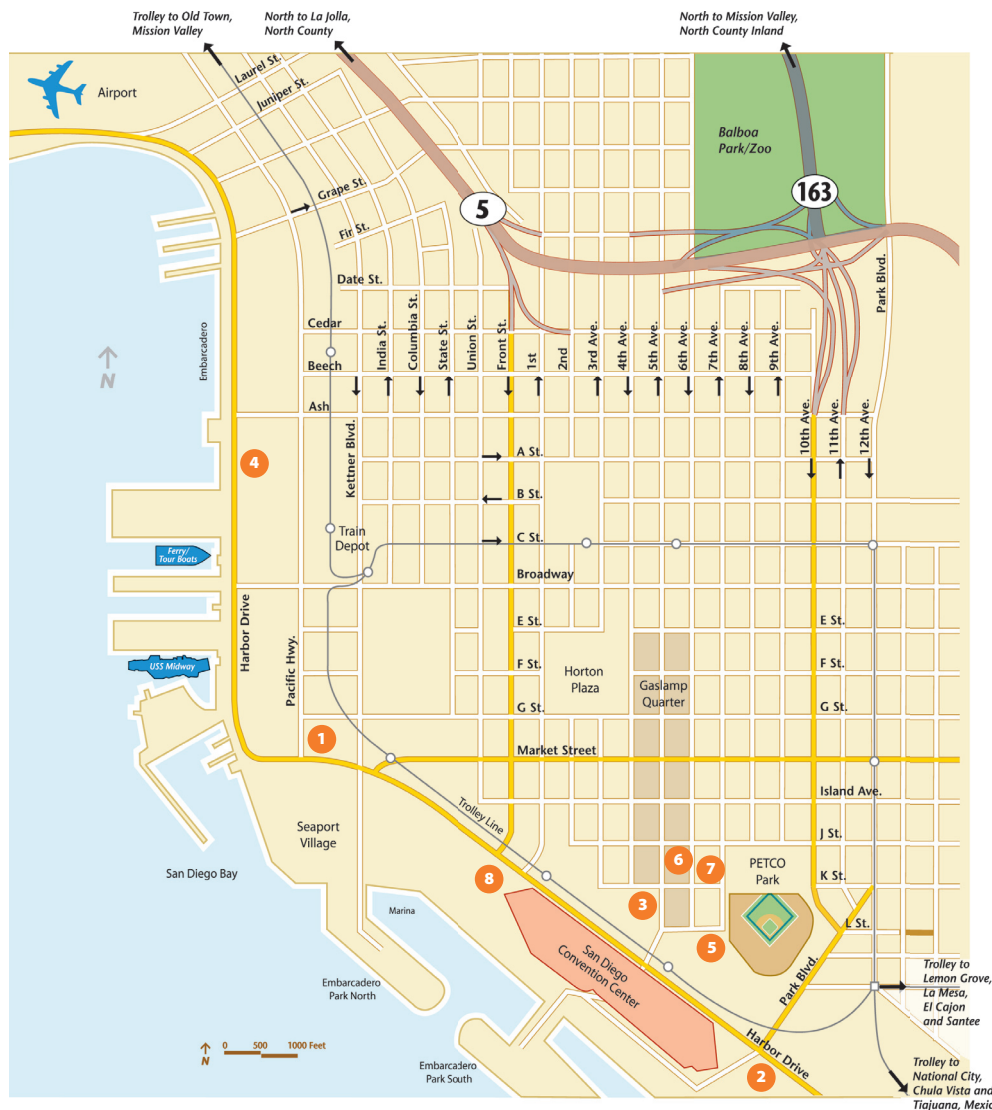 Trolley to Old Town,
Mission Valley
North to La Jolla,
North County
North to Mission Valley,
North County Inland
Airport
Laurel St.
Juniper St.
Grape St.
Fir St.
Date St.
5
163
Balboa
Park/Zoo
Park Blvd.
Embarcadero
N
Cedar
Beech
Ash
Kettner Blvd.
India St.
Columbia St.
State St.
Union St.
Front St.
1st
2nd
3rd Ave.
4th Ave.
5th Ave.
6th Ave.
7th Ave.
8th Ave.
9th Ave.
10th Ave.
11th Ave.
12th Ave.
A St.
B St.
C St.
Broadway
4
Train
Depot
Ferry/
Tour Boats
USS Midway
Harbor Drive
Pacific Hwy.
E St.
E St.
F St.
F St.
G St.
G St.
Horton
Plaza
Gaslamp
Quarter
1
Market Street
Island Ave.
J St.
K St.
L St.
Trolley Line
Seaport
Village
San Diego Bay
Marina
8
6
7
3
5
PETCO
Park
San Diego
Convention Center
Park Blvd.
Harbor Drive
2
Embarcadero
Park North
Embarcadero
Park South
N
0 500 1000 Feet
Trolley to
Lemon Grove,
La Mesa,
El Cajon
and Santee
Trolley to
National City,
Chula Vista and
Tiajuana, Mexic